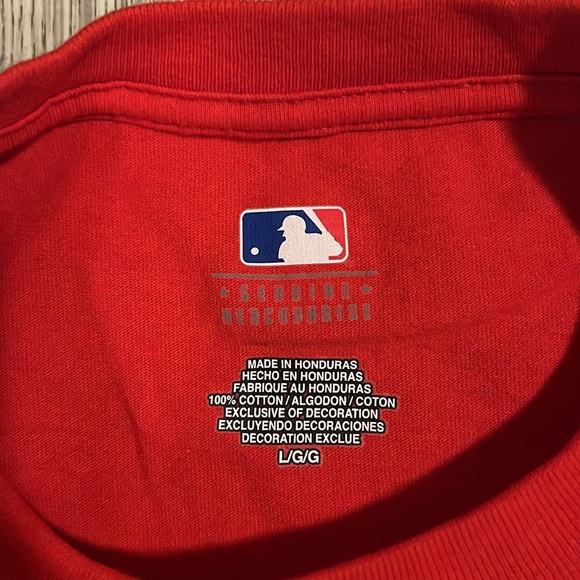 GENUINE
MERCHANDISE
MADE IN HONDURAS
HECHO EN HONDURAS
FABRIQUE AU HONDURAS
100% COTTON / ALGODON / COTON
EXCLUSIVE OF DECORATION
EXCLUYENDO DECORACIONES
DECORATION EXCLUE
L/G/G